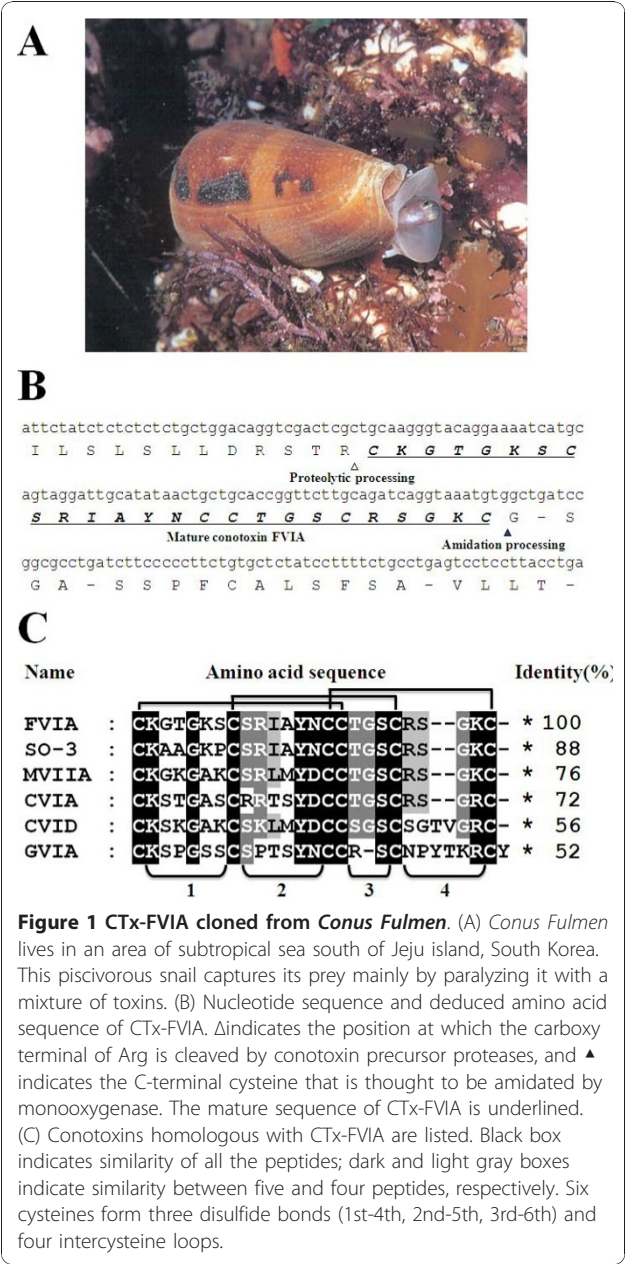 A
B
attctatctctctctctgctggacaggtcgactcgctgcaagggtacaggaaaatcatgc
I L S L S L L D R S T R C K G T G K S C
△
Proteolytic processing
agtaggattgcatataactgctgcaccggttcttgcagatcaggtaaatgtggctgatcc
S R I A Y N C C T G S C R S G K C G - S
▲
Mature conotoxin FVIA Amidation processing
ggcgcctgatcttcccccttctgtgctctatccttttctgcctgagtcctccttacctga
G A - S S P F C A L S F S A - V L L T -
C
Name Amino acid sequence Identity(%)
FVIA : CKGTGKSCSRIAYNCCTGSCRS--GKC- * 100
SO-3 : CKAAGKPCSRIAYNCCTGSCRS--GKC- * 88
MVIIA : CKGKGAKCSRLMYDCCTGSCRS--GKC- * 76
CVIA : CKSTGASCRRTSYDCCTGSCRS--GRC- * 72
CVID : CKSKGAKCSKLMYDCCSGSCSGTVGRC- * 56
GVIA : CKSPGSSCSPTSYNCCR-SCNPYTKRCY * 52
1 2 3 4
Figure 1 CTx-FVIA cloned from Conus Fulmen. (A) Conus Fulmen
lives in an area of subtropical sea south of Jeju island, South Korea.
This piscivorous snail captures its prey mainly by paralyzing it with a
mixture of toxins. (B) Nucleotide sequence and deduced amino acid
sequence of CTx-FVIA. Δindicates the position at which the carboxy
terminal of Arg is cleaved by conotoxin precursor proteases, and ▲
indicates the C-terminal cysteine that is thought to be amidated by
monooxygenase. The mature sequence of CTx-FVIA is underlined.
(C) Conotoxins homologous with CTx-FVIA are listed. Black box
indicates similarity of all the peptides; dark and light gray boxes
indicate similarity between five and four peptides, respectively. Six
cysteines form three disulfide bonds (1st-4th, 2nd-5th, 3rd-6th) and
four intercysteine loops.